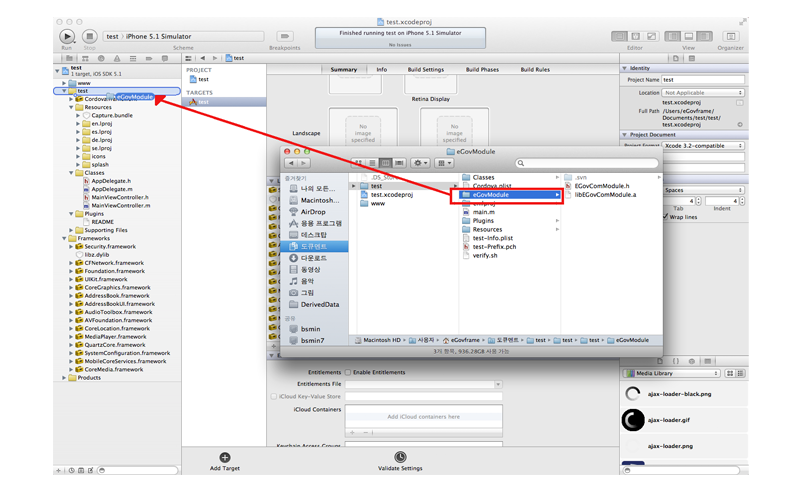 test.xcodeproj
Run
Stop
test
iPhone 5.1 Simulator
Scheme
Breakpoints
Finished running test on iPhone 5.1 Simulator
No Issues
Editor
View
Organizer
test
test
1 target, iOS SDK 5.1
www
test
eGovModule
Cordova.framework
Resources
Capture.bundle
en.lproj
es.lproj
de.lproj
se.lproj
icons
splash
Classes
AppDelegate.h
AppDelegate.m
MainViewController.h
MainViewController.m
Plugins
README
Supporting Files
Frameworks
Security.framework
libz.dylib
CFNetwork.framework
Foundation.framework
UIKit.framework
CoreGraphics.framework
AddressBook.framework
AddressBookUI.framework
AudioToolbox.framework
AVFoundation.framework
CoreLocation.framework
MediaPlayer.framework
QuartzCore.framework
SystemConfiguration.framework
MobileCoreServices.framework
CoreMedia.framework
Products
PROJECT
test
TARGETS
test
Summary
Info
Build Settings
Build Phases
Build Rules
Retina Display
Landscape
No image specified
No image specified
eGovModule
즐겨찾기
나의 모든...
Macintosh...
AirDrop
응용 프로그램
데스크탑
도큐멘트
다운로드
동영상
음악
그림
DerivedData
공유
bsmin
bsmin7
.DS_Store
test
test.xcodeproj
www
Classes
Cordova.plist
eGovModule
en.lproj
main.m
Plugins
Resources
test-Info.plist
test-Prefix.pch
verify.sh
.svn
EGovComModule.h
libEGovComModule.a
Macintosh HD
사용자
eGovframe
도큐멘트
test
test
test
eGovModule
3개 항목, 936.28GB 사용 가능
Entitlements
Enable Entitlements
Entitlements File
iCloud Key-Value Store
iCloud Containers
Add iCloud containers here
Keychain Access Groups
Add Target
Validate Settings
Identity
Project Name
test
Location
Not Applicable
test.xcodeproj
Full Path
/Users/eGovframe/
Documents/test/test/
test.xcodeproj
Project Document
Project Format
Xcode 3.2-compatible
Spaces
4
4
Tab
Indent
Wrap lines
Media Library
ajax-loader-black.png
ajax-loader.gif
ajax-loader.png